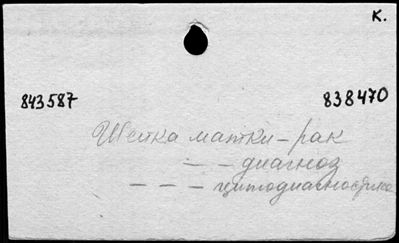 К.
843587 838470
Шейка матки – рак
– – диагноз
– – – цитодиагностика